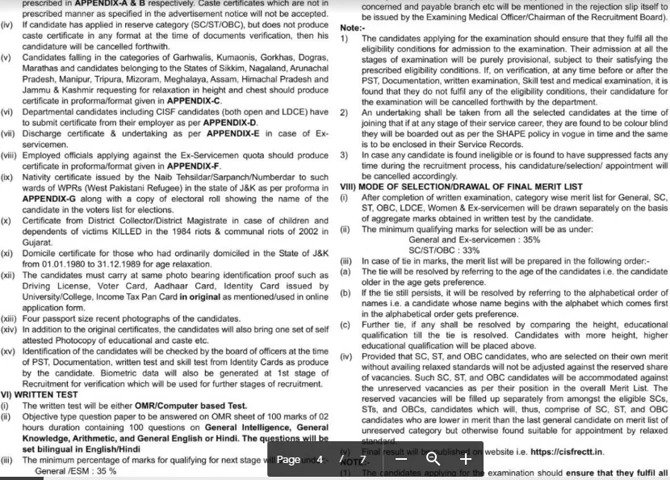 prescribed in APPENDIX-A & B respectively. Caste certificates which are not in
prescribed manner as specified in the advertisement notice will not be accepted.
(iv) If candidate has applied in reserve category (SC/ST/OBC), but does not produce
caste certificate in any format at the time of documents verification, then his
candidature will be cancelled forthwith.
(v) Candidates falling in the categories of Garhwalis, Kumaonis, Gorkhas, Dogras,
Marathas and candidates belonging to the States of Sikkim, Nagaland, Arunachal
Pradesh, Manipur, Tripura, Mizoram, Meghalaya, Assam, Himachal Pradesh and
Jammu & Kashmir requesting for relaxation in height and chest should produce
certificate in proforma/format given in APPENDIX-C.
(vi) Departmental candidates including CISF candidates (both open and LDCE) have
to submit certificate from their employer as per APPENDIX-D.
(vii) Discharge certificate & undertaking as per APPENDIX-E in case of Ex-
servicemen.
(viii) Employed officials applying against the Ex-Servicemen quota should produce
certificate in proforma/format given in APPENDIX-F.
(ix) Nativity certificate issued by the Naib Tehsildar/Sarpanch/Numberdar to such
wards of WPRs (West Pakistani Refugee) in the state of J&K as per proforma in
APPENDIX-G along with a copy of electoral roll showing the name of the
candidate in the voters list for elections.
(x) Certificate from District Collector/District Magistrate in case of children and
dependents of victims KILLED in the 1984 riots & communal riots of 2002 in
Gujarat.
(xi) Domicile certificate for those who had ordinarily domiciled in the State of J&K
from 01.01.1980 to 31.12.1989 for age relaxation.
(xii) The candidates must carry at same photo bearing identification proof such as
Driving License, Voter Card, Aadhaar Card, Identity Card issued by
University/College, Income Tax Pan Card in original as mentioned/used in online
application form.
(xiii) Four passport size recent photographs of the candidates.
(xiv) In addition to the original certificates, the candidates will also bring one set of self
attested Photocopy of educational and caste etc.
(xv) Identification of the candidates will be checked by the board of officers at the time
of PST, Documentation, written test and skill test from Identity Cards as produce
by the candidate. Biometric data will also be generated at 1st stage of
Recruitment for verification which will be used for further stages of recruitment.
VI) WRITTEN TEST
(i) The written test will be either OMR/Computer based Test.
(ii) Objective type question paper to be answered on OMR sheet of 100 marks of 02
hours duration containing 100 questions on General Intelligence, General
Knowledge, Arithmetic, and General English or Hindi. The questions will be
set bilingual in English/Hindi
(iii) The minimum percentage of marks for qualifying for next stage will
General /ESM : 35 %
concerned and payable branch etc will be mentioned in the rejection slip itself to
be issued by the Examining Medical Officer/Chairman of the Recruitment Board).
Note:-
1) The candidates applying for the examination should ensure that they fulfil all the
eligibility conditions for admission to the examination. Their admission at all the
stages of examination will be purely provisional, subject to their satisfying the
prescribed eligibility conditions. If, on verification, at any time before or after the
PST, Documentation, written examination, Skill test and medical examination, it is
found that they do not fulfil any of the eligibility conditions, their candidature for
the examination will be cancelled forthwith by the department.
2) An undertaking shall be taken from all the selected candidates at the time of
joining that if at any stage of their service career, they are found to be colour blind
they will be boarded out as per the SHAPE policy in vogue in time and the same
is to be enclosed in their Service Records.
3) In case any candidate is found ineligible or is found to have suppressed facts any
time during the recruitment process, his candidature/selection/ appointment will
be cancelled accordingly.
VIII) MODE OF SELECTION/DRAWAL OF FINAL MERIT LIST
(i) After completion of written examination, category wise merit list for General, SC,
ST, OBC, LDCE, Women & Ex-servicemen will be drawn separately on the basis
of aggregate marks obtained in written test by the candidate.
(ii) The minimum qualifying marks for selection will be as under:
General and Ex-servicemen : 35%
SC/ST/OBC : 33%
(iii) In case of tie in marks, the merit list will be prepared in the following order:-
(a) The tie will be resolved by referring to the age of the candidates i.e. the candidate
older in the age gets preference.
(b) If the tie still persists, it will be resolved by referring to the alphabetical order of
names i.e. a candidate whose name begins with the alphabet which comes first
in the alphabetical order gets preference.
(c) Further tie, if any shall be resolved by comparing the height, educational
qualification till the tie is resolved. Candidates with more height, higher
educational qualification will be placed above.
(iv) Provided that SC, ST, and OBC candidates, who are selected on their own merit
without availing relaxed standards will not be adjusted against the reserved share
of vacancies. Such SC, ST, and OBC candidates will be accommodated against
the unreserved vacancies as per their position in the overall Merit List. The
reserved vacancies will be filled up separately from amongst the eligible SCs,
STs, and OBCs, candidates which will, thus, comprise of SC, ST, and OBC
candidates who are lower in merit than the last general candidate on merit list of
unreserved category but otherwise found suitable for appointment by relaxed
standard
Final result will be published on website i.e. https://cisfrectt.in.
NOTE:-
(1) The candidates applying for the examination should ensure that they fulfil all
Page 4 / 7